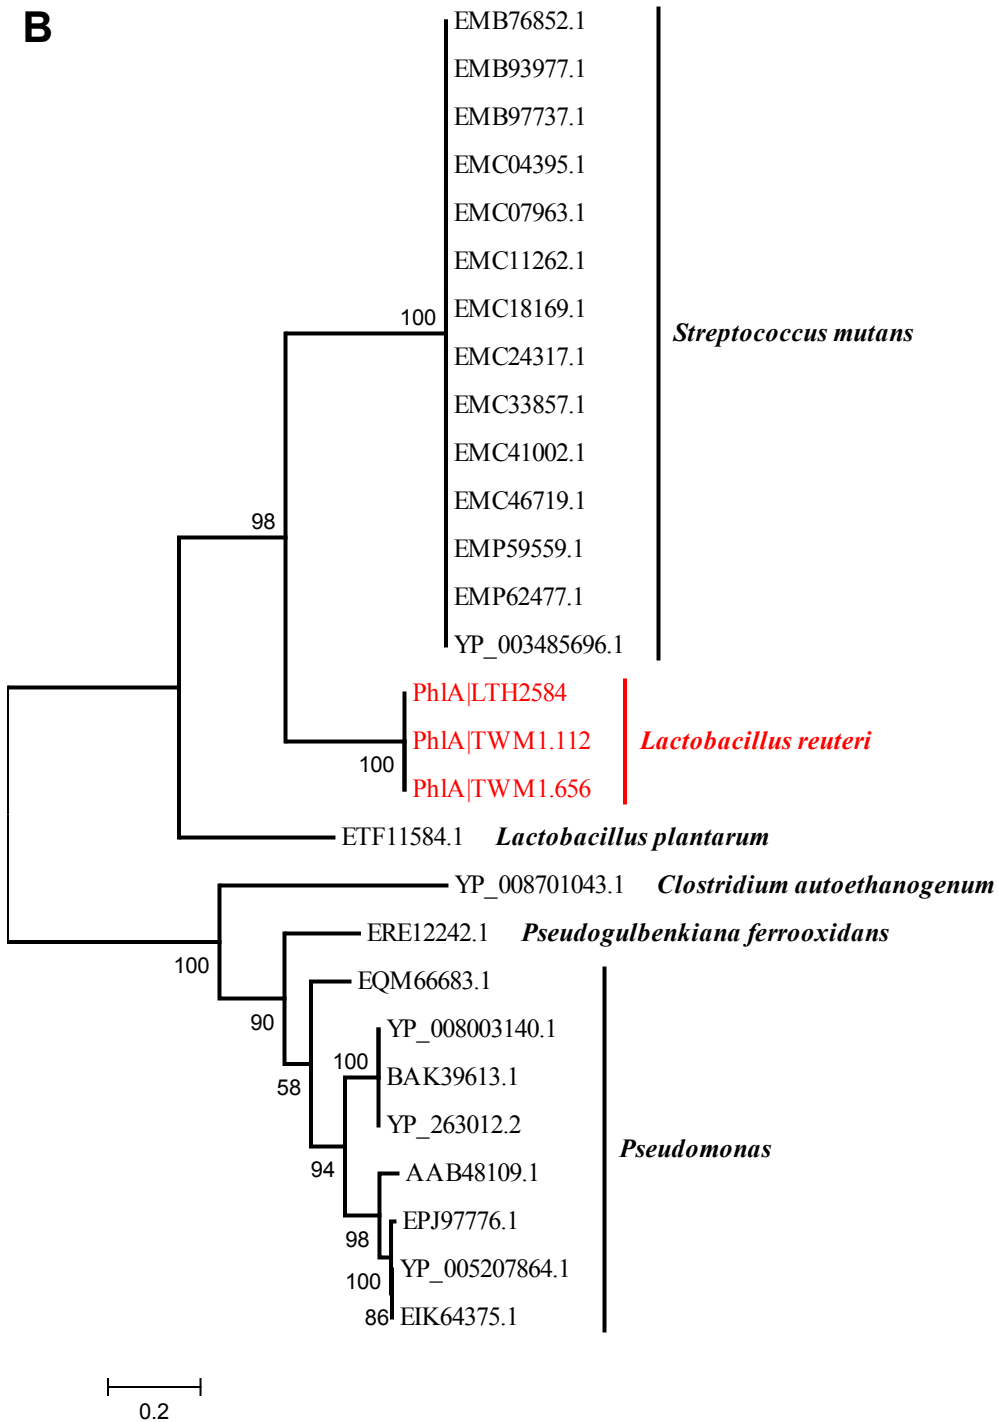 B
EMB76852.1
EMB93977.1
EMB97737.1
EMC04395.1
EMC07963.1
EMC11262.1
EMC18169.1
100
Streptococcus mutans
EMC24317.1
EMC33857.1
EMC41002.1
EMC46719.1
98
EMP59559.1
EMP62477.1
YP_003485696.1
PhlA|LTH2584
PhlA|TWM1.112 Lactobacillus reuteri
100
PhlA|TWM1.656
ETF11584.1 Lactobacillus plantarum
YP_008701043.1 Clostridium autoethanogenum
ERE12242.1 Pseudogulbenkiana ferrooxidans
100
EQM66683.1
90
YP_008003140.1
100
BAK39613.1
58
YP_263012.2
Pseudomonas
94
AAB48109.1
EPJ97776.1
98
YP_005207864.1
100
86
EIK64375.1
0.2